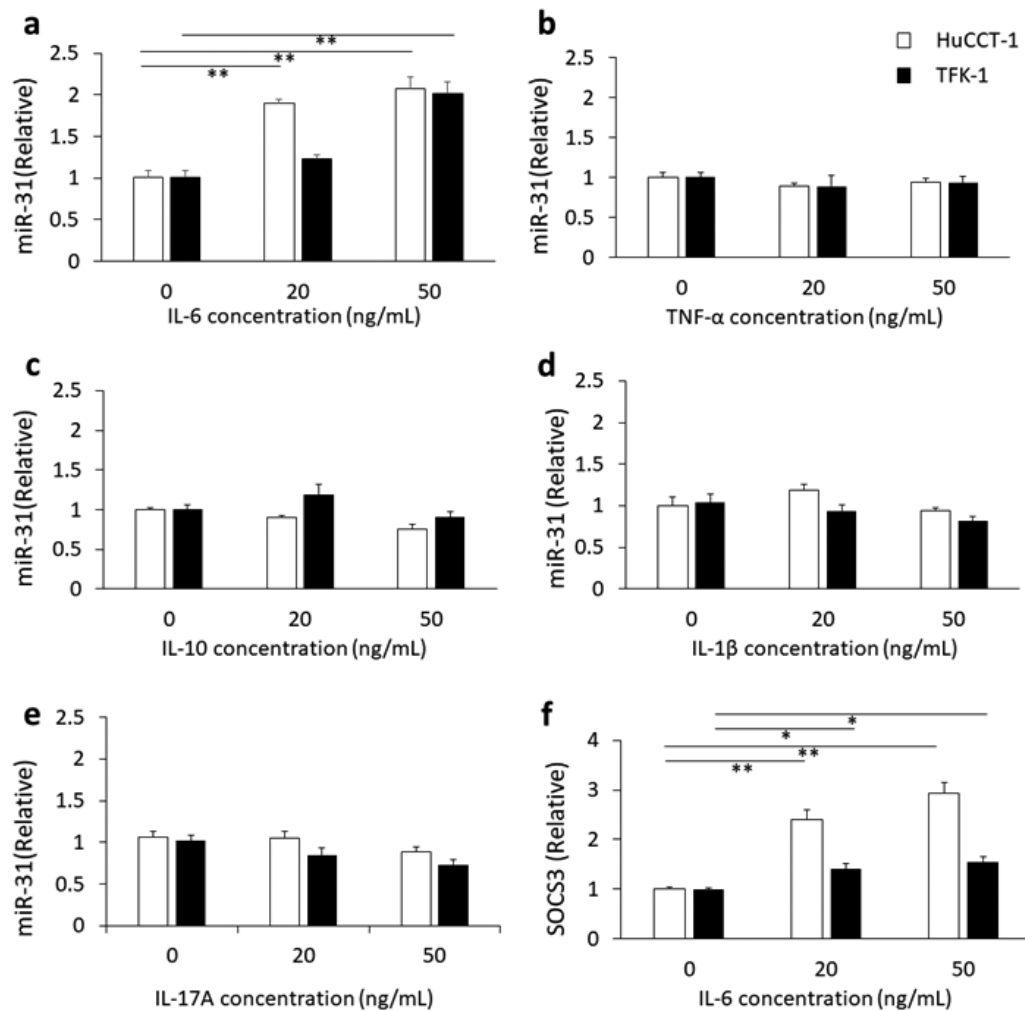 a
miR-31(Relative)
2.5
2
1.5
1
0.5
0
**
**
**
0 20 50
IL-6 concentration (ng/mL)
b
HuCCT-1
TFK-1
miR-31(Relative)
2.5
2
1.5
1
0.5
0
0 20 50
TNF-α concentration (ng/mL)
c
miR-31(Relative)
2.5
2
1.5
1
0.5
0
0 20 50
IL-10 concentration (ng/mL)
d
miR-31 (Relative)
2.5
2
1.5
1
0.5
0
0 20 50
IL-1β concentration (ng/mL)
e
miR-31(Relative)
2.5
2
1.5
1
0.5
0
0 20 50
IL-17A concentration (ng/mL)
f
SOCS3 (Relative)
4
3
2
1
0
*
*
**
**
0 20 50
IL-6 concentration (ng/mL)